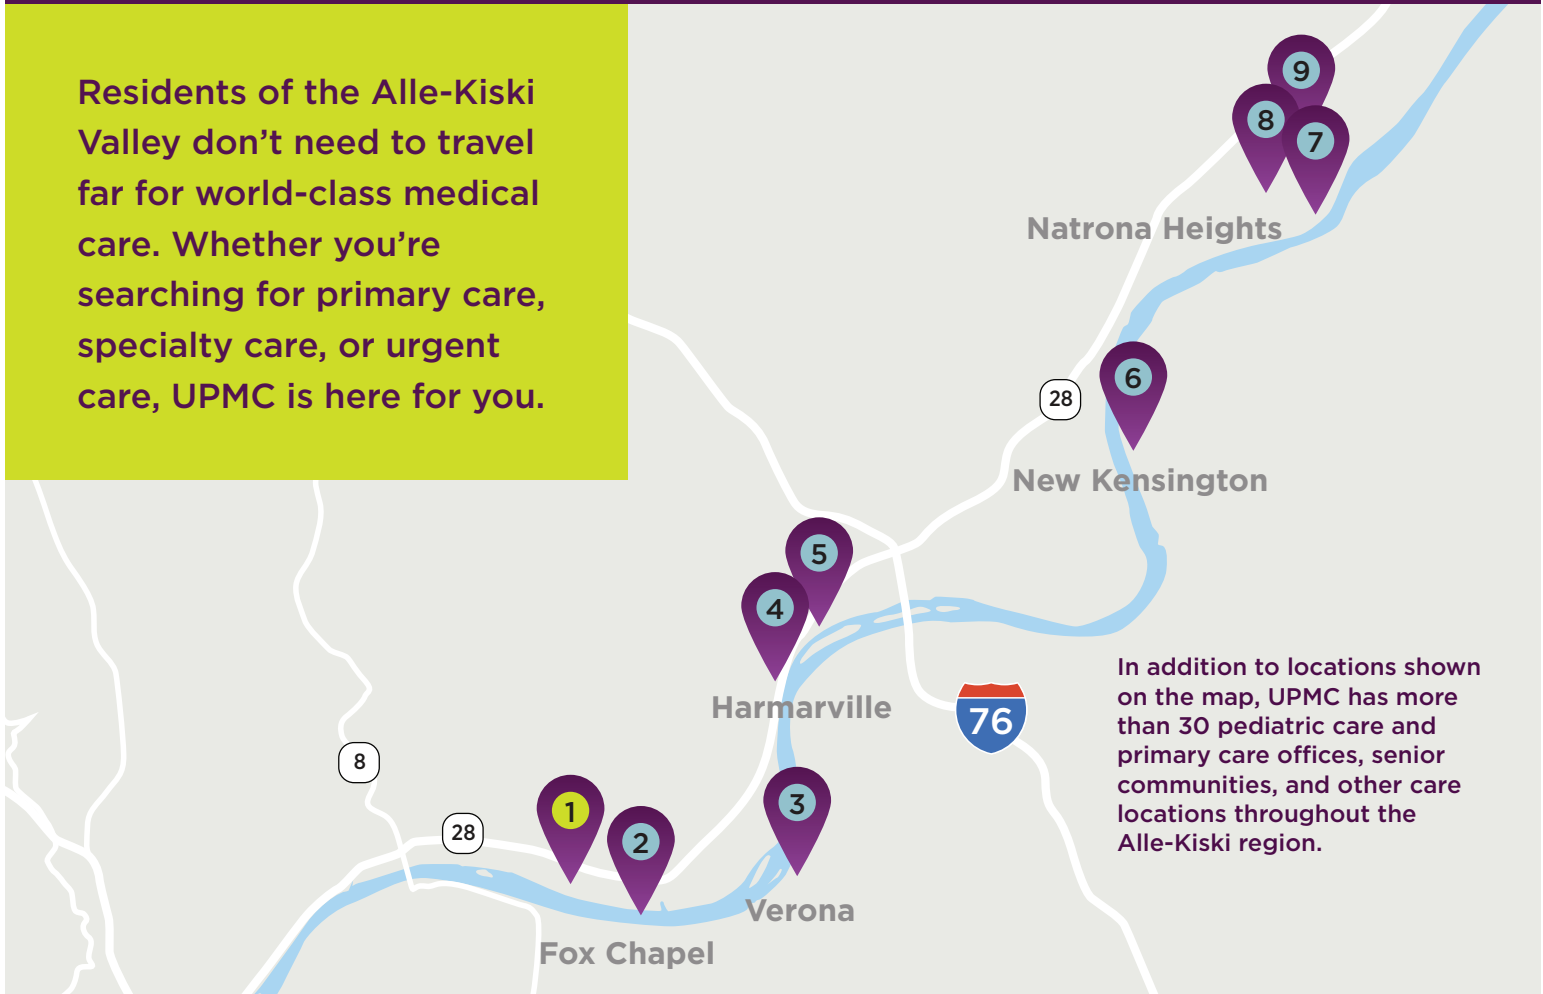 Residents of the Alle-Kiski
Valley don’t need to travel
far for world-class medical
care. Whether you’re
searching for primary care,
specialty care, or urgent
care, UPMC is here for you.
9
8
7
Natrona Heights
6
28
New Kensington
5
4
Harmarville
76
In addition to locations shown
on the map, UPMC has more
than 30 pediatric care and
primary care offices, senior
communities, and other care
locations throughout the
Alle-Kiski region.
8
28
1
2
3
Verona
Fox Chapel